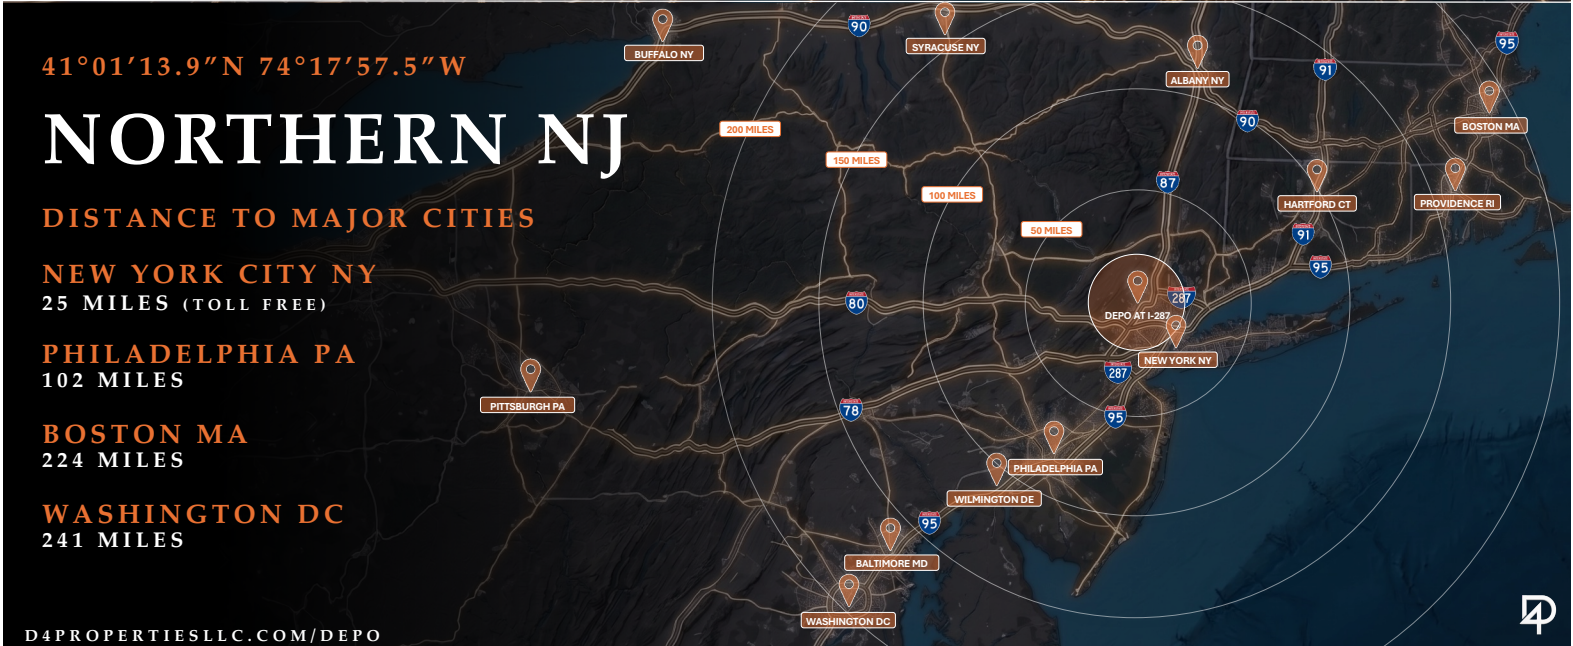 41°01’13.9”N 74°17’57.5”W
NORTHERN NJ
DISTANCE TO MAJOR CITIES
NEW YORK CITY NY
25 MILES (TOLL FREE)
PHILADELPHIA PA
102 MILES
BOSTON MA
224 MILES
WASHINGTON DC
241 MILES
D4PROPERTIESLLC.COM/DEPO
BUFFALO NY
90
SYRACUSE NY
ALBANY NY
91
95
BOSTON MA
90
200 MILES
150 MILES
100 MILES
50 MILES
87
HARTFORD CT
PROVIDENCE RI
91
95
80
287
DEPO AT I-287
NEW YORK NY
287
PITTSBURGH PA
78
95
PHILADELPHIA PA
WILMINGTON DE
95
BALTIMORE MD
WASHINGTON DC
D4P